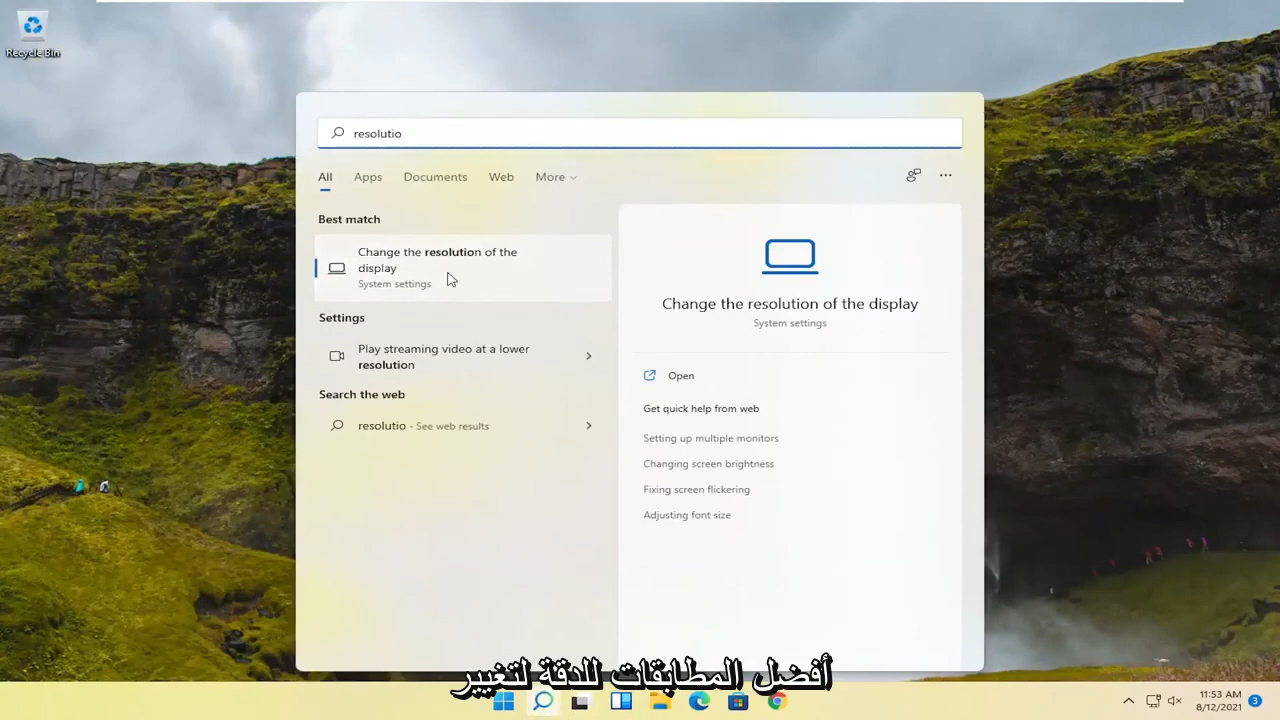 Recycle Bin
resolutio
All Apps Documents Web More
Best match
Change the resolution of the
display
System settings
Settings
Play streaming video at a lower
resolution
Search the web
resolutio - See web results
Change the resolution of the display
System settings
Open
Get quick help from web
Setting up multiple monitors
Changing screen brightness
Fixing screen flickering
Adjusting font size
أفضل المطابقات للدقة لتغيير
11:53 AM
8/12/2021
3